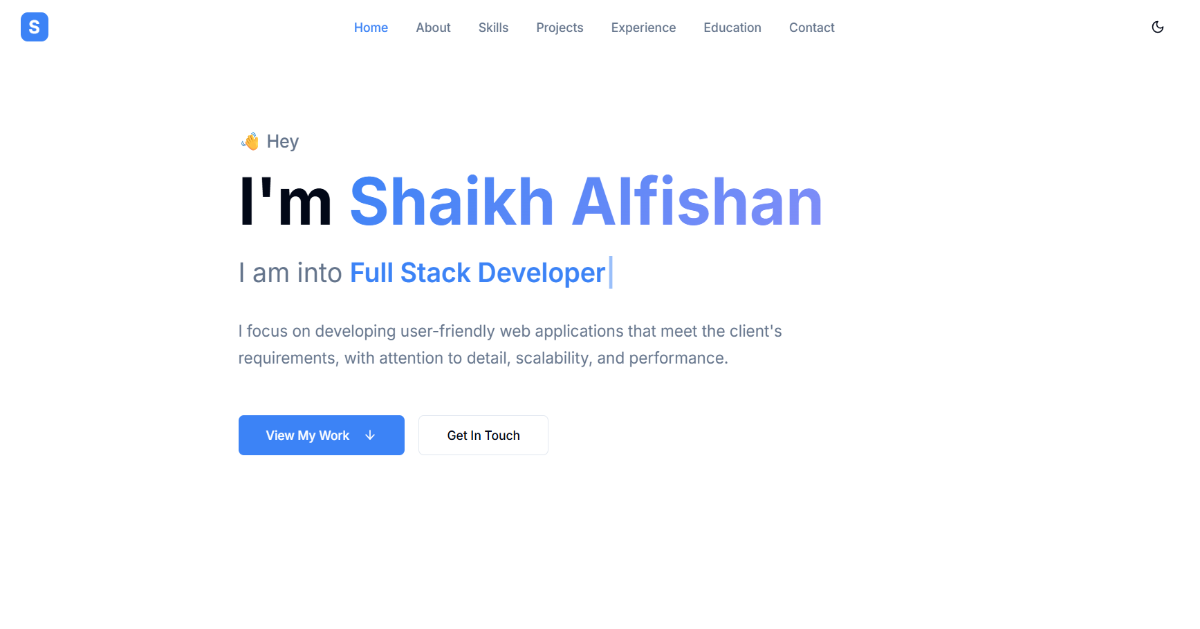 S
Home About Skills Projects Experience Education Contact
👋 Hey
I'm Shaikh Alfishan
I am into Full Stack Developer
I focus on developing user-friendly web applications that meet the client's
requirements, with attention to detail, scalability, and performance.
View My Work ↓
Get In Touch